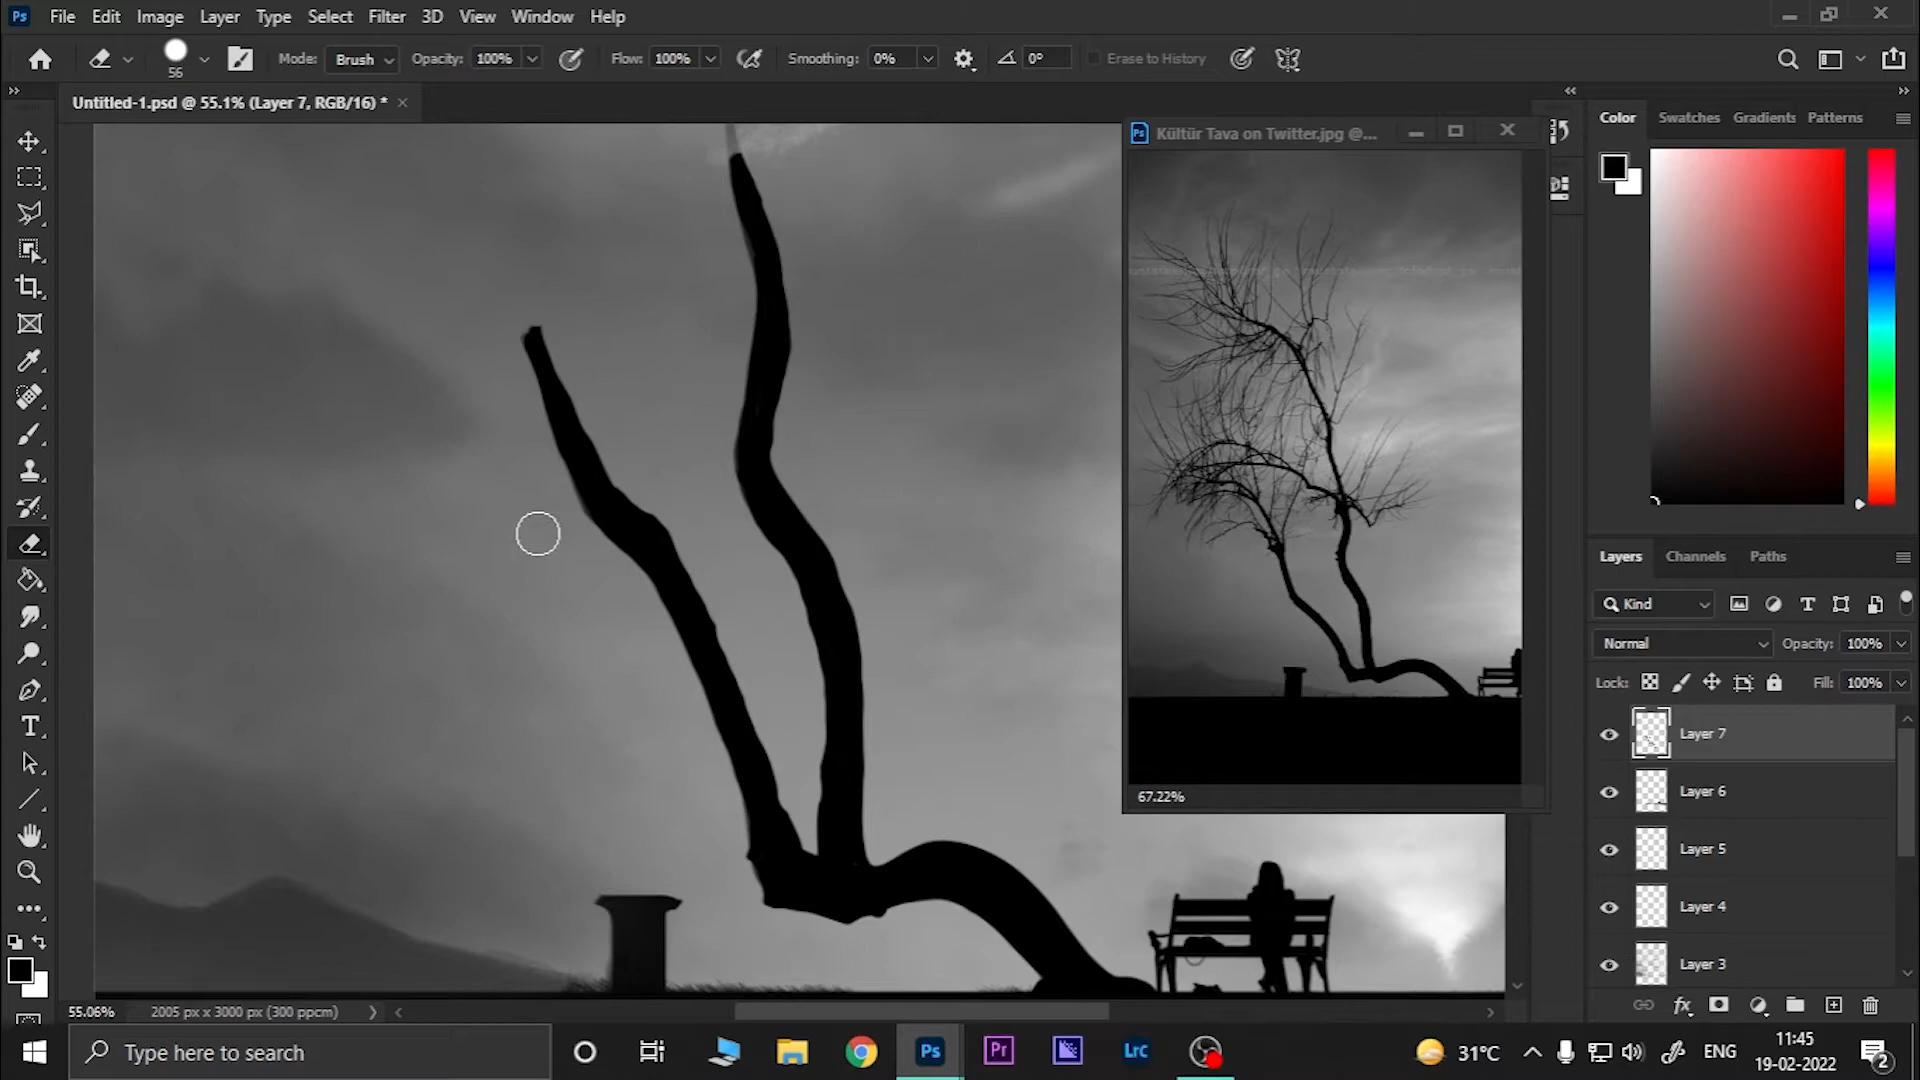 Ps File Edit Image Layer Type Select Filter 3D View Window Help
56 Mode: Brush Opacity: 100% Flow: 100% Smoothing: 0% 0° Erase to History
Untitled-1.psd @ 55.1% (Layer 7, RGB/16) *
Ps Kültür Tava on Twitter.jpg @...
67.22%
Color Swatches Gradients Patterns
Layers Channels Paths
Kind
Normal Opacity: 100%
Lock: Fill: 100%
Layer 7
Layer 6
Layer 5
Layer 4
Layer 3
fx
55.06% 2005 px x 3000 px (300 ppcm)
Type here to search
Ps Pr Lrc
31°C ENG
11:45
19-02-2022
2